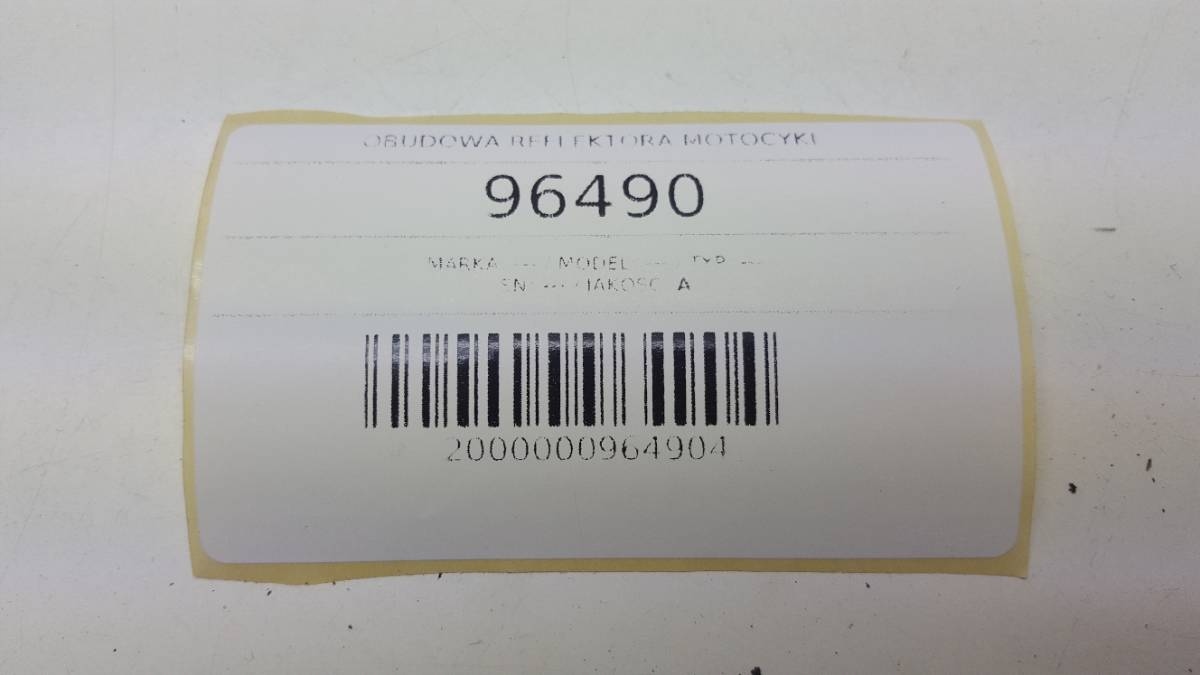 OBUDOWA REFLEKTORA MOTOCYKL
96490
MARKA: --- / MODEL: --- / TYP: ---
SN: --- / JAKOŚĆ: A
2000000964904